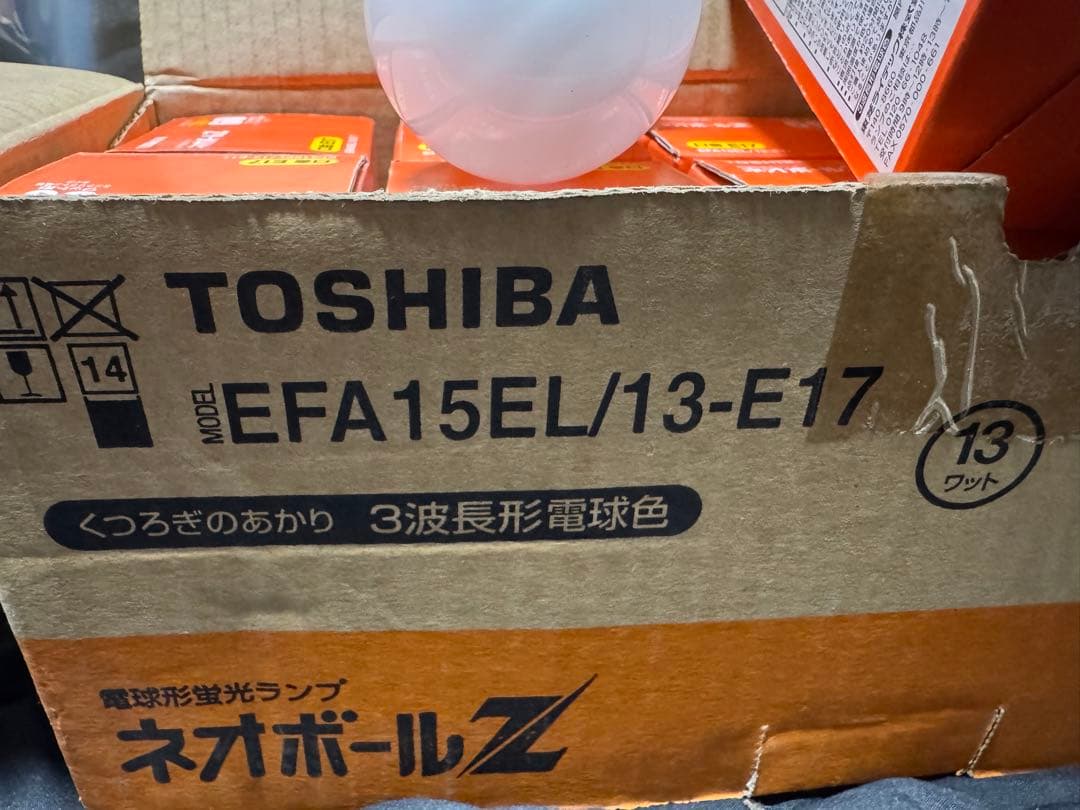 TOSHIBA
14
MODEL EFA15EL/13-E17
13
ワット
くつろぎのあかり 3波長形電球色
電球形蛍光ランプ
ネオボールZ